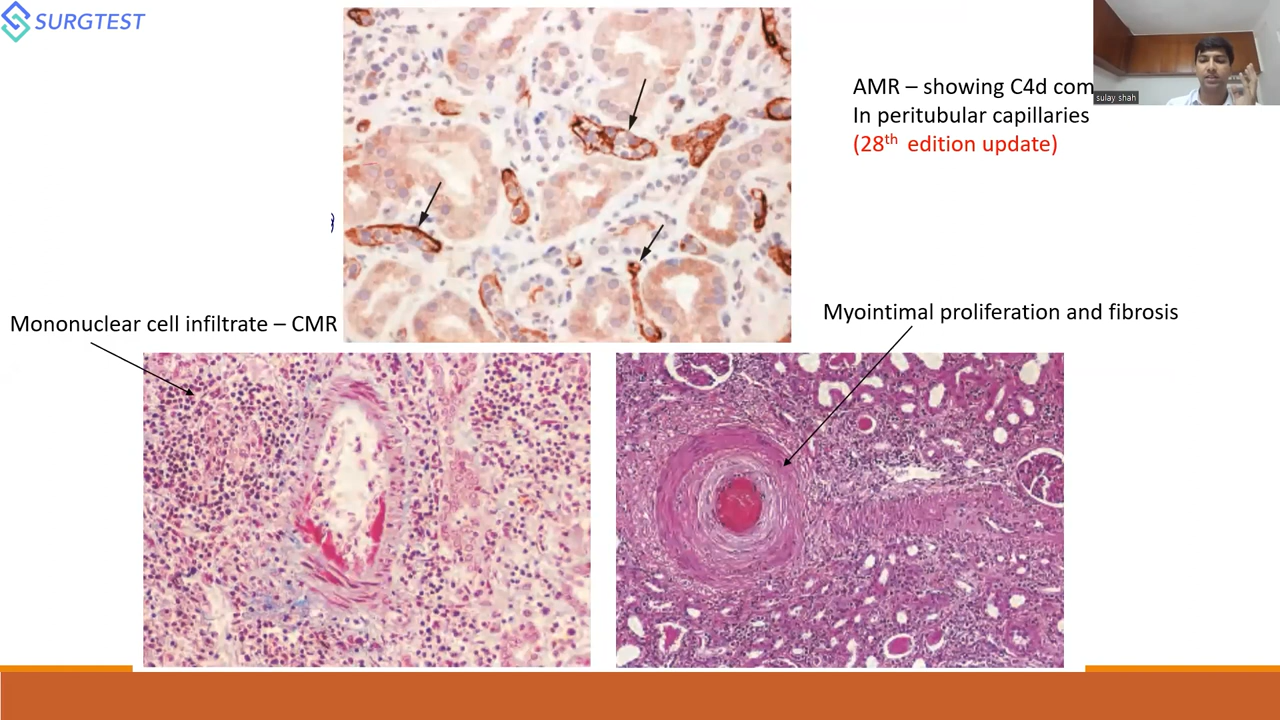 SURGTEST
AMR – showing C4d com
In peritubular capillaries
(28th edition update)
sulay shah
Mononuclear cell infiltrate – CMR
Myointimal proliferation and fibrosis